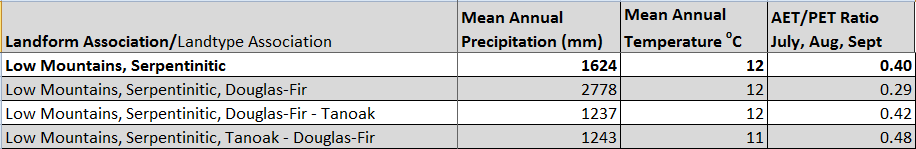 Landform Association/Landtype Association	Mean Annual Precipitation (mm)	Mean Annual Temperature °C	AET/PET Ratio July, Aug, Sept
Low Mountains, Serpentinitic	1624	12	0.40
Low Mountains, Serpentinitic, Douglas-Fir	2778	12	0.29
Low Mountains, Serpentinitic, Douglas-Fir - Tanoak	1237	12	0.42
Low Mountains, Serpentinitic, Tanoak - Douglas-Fir	1243	11	0.48